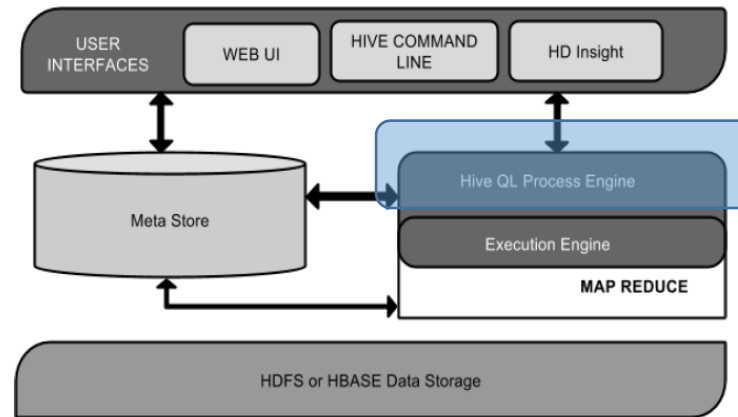 USER
INTERFACES
WEB UI
HIVE COMMAND
LINE
HD Insight
Meta Store
Hive QL Process Engine
Execution Engine
MAP REDUCE
HDFS or HBASE Data Storage